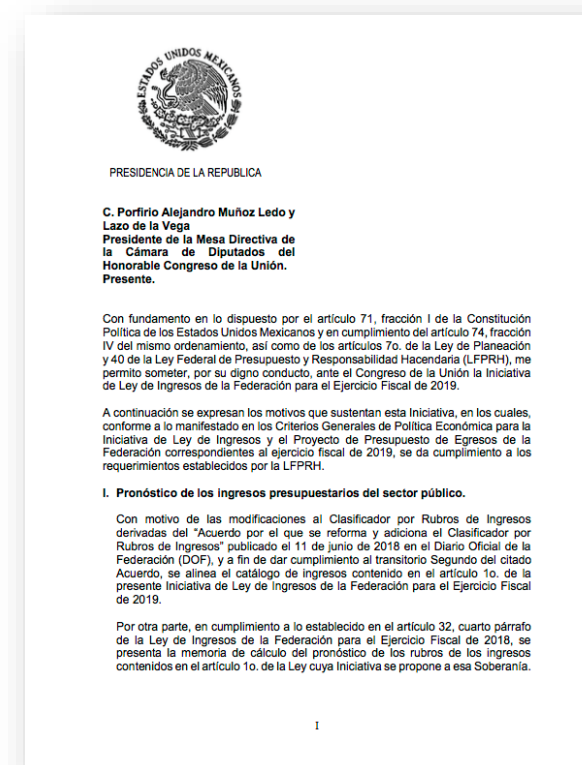 ESTADOS UNIDOS MEXICANOS
PRESIDENCIA DE LA REPUBLICA
C. Porfirio Alejandro Muñoz Ledo y
Lazo de la Vega
Presidente de la Mesa Directiva de
la Cámara de Diputados del
Honorable Congreso de la Unión.
Presente.
Con fundamento en lo dispuesto por el artículo 71, fracción I de la Constitución
Política de los Estados Unidos Mexicanos y en cumplimiento del artículo 74, fracción
IV del mismo ordenamiento, así como de los artículos 7o. de la Ley de Planeación
y 40 de la Ley Federal de Presupuesto y Responsabilidad Hacendaria (LFPRH), me
permito someter, por su digno conducto, ante el Congreso de la Unión la Iniciativa
de Ley de Ingresos de la Federación para el Ejercicio Fiscal de 2019.
A continuación se expresan los motivos que sustentan esta Iniciativa, en los cuales,
conforme a lo manifestado en los Criterios Generales de Política Económica para la
Iniciativa de Ley de Ingresos y el Proyecto de Presupuesto de Egresos de la
Federación correspondientes al ejercicio fiscal de 2019, se da cumplimiento a los
requerimientos establecidos por la LFPRH.
I. Pronóstico de los ingresos presupuestarios del sector público.
Con motivo de las modificaciones al Clasificador por Rubros de Ingresos
derivadas del “Acuerdo por el que se reforma y adiciona el Clasificador por
Rubros de Ingresos” publicado el 11 de junio de 2018 en el Diario Oficial de la
Federación (DOF), y a fin de dar cumplimiento al transitorio Segundo del citado
Acuerdo, se alinea el catálogo de ingresos contenido en el artículo 1o. de la
presente Iniciativa de Ley de Ingresos de la Federación para el Ejercicio Fiscal
de 2019.
Por otra parte, en cumplimiento a lo establecido en el artículo 32, cuarto párrafo
de la Ley de Ingresos de la Federación para el Ejercicio Fiscal de 2018, se
presenta la memoria de cálculo del pronóstico de los rubros de los ingresos
contenidos en el artículo 1o. de la Ley cuya Iniciativa se propone a esa Soberanía.
I